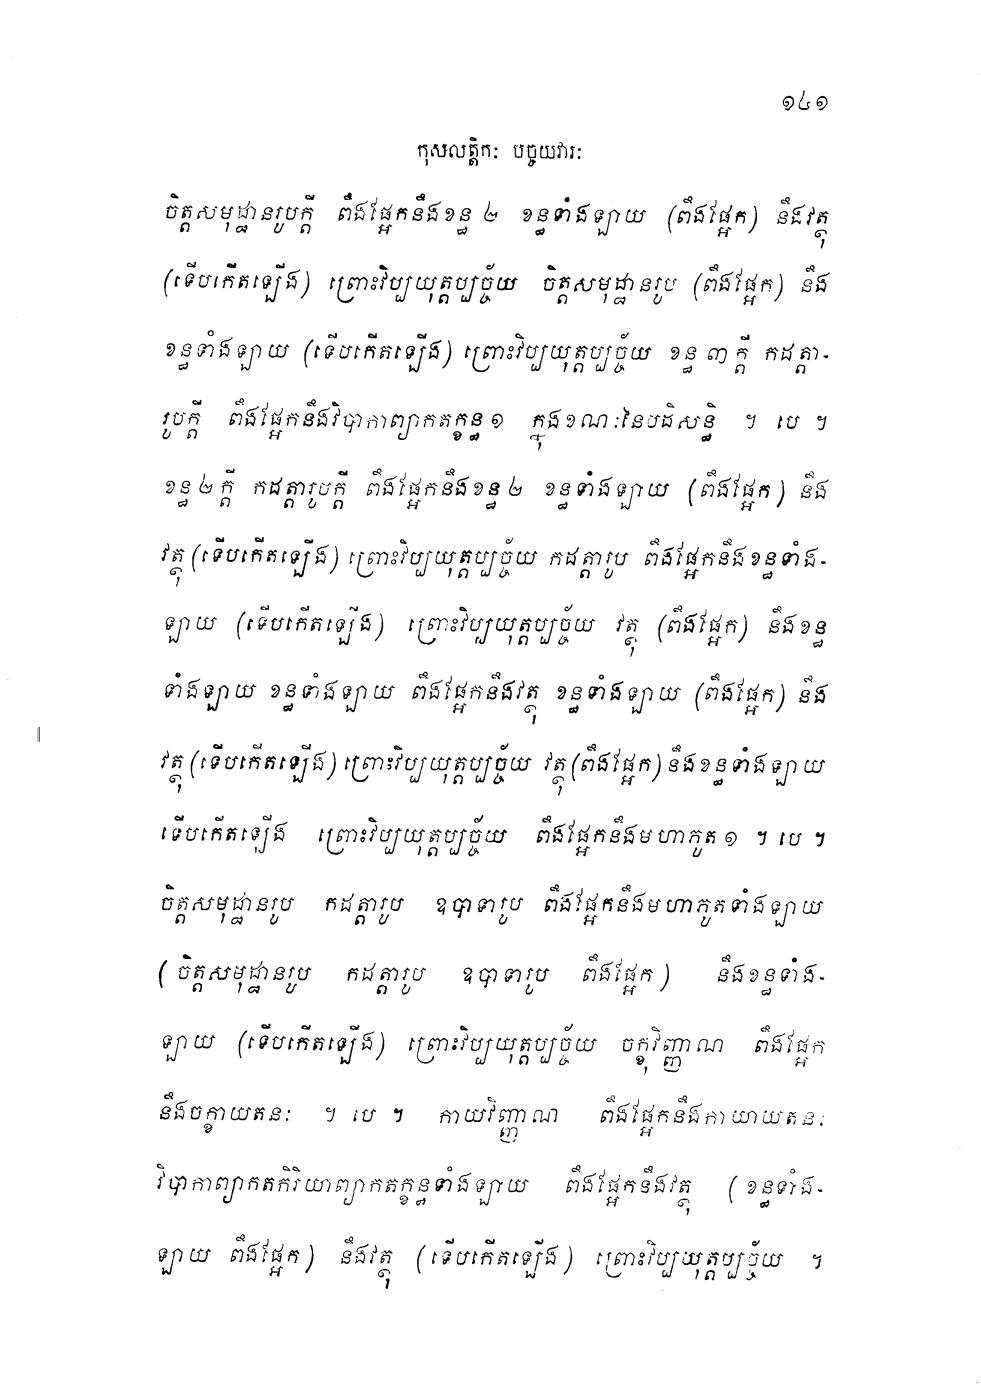 ១៤១
កុសលត្តិកៈ បច្ចយវារៈ
ចិត្តសមុដ្ឋានរូបក្តី ពឹងផ្អែកនឹងខន្ធ ២ ខន្ធទាំងឡាយ (ពឹងផ្អែក) នឹងវត្ថុ
(ទើបកើតឡើង) ព្រោះវិប្បយុត្តប្បច្ច័យ ចិត្តសមុដ្ឋានរូប (ពឹងផ្អែក) នឹង
ខន្ធទាំងឡាយ (ទើបកើតឡើង) ព្រោះវិប្បយុត្តប្បច្ច័យ ខន្ធ ៣ ក្តី កដត្តា-
រូបក្តី ពឹងផ្អែកនឹងវិបាកាព្យាកតក្ខន្ធ ១ ក្នុងខណៈនៃបដិសន្ធិ ។ បេ ។
ខន្ធ ២ ក្តី កដត្តារូបក្តី ពឹងផ្អែកនឹងខន្ធ ២ ខន្ធទាំងឡាយ (ពឹងផ្អែក) នឹង
វត្ថុ (ទើបកើតឡើង) ព្រោះវិប្បយុត្តប្បច្ច័យ កដត្តារូប ពឹងផ្អែកនឹងខន្ធទាំង-
ឡាយ (ទើបកើតឡើង) ព្រោះវិប្បយុត្តប្បច្ច័យ វត្ថុ (ពឹងផ្អែក) នឹងខន្ធ
ទាំងឡាយ ខន្ធទាំងឡាយ ពឹងផ្អែកនឹងវត្ថុ ខន្ធទាំងឡាយ (ពឹងផ្អែក) នឹង
វត្ថុ (ទើបកើតឡើង) ព្រោះវិប្បយុត្តប្បច្ច័យ វត្ថុ (ពឹងផ្អែក) នឹងខន្ធទាំងឡាយ
ទើបកើតឡើង ព្រោះវិប្បយុត្តប្បច្ច័យ ពឹងផ្អែកនឹងមហាភូត ១ ។ បេ ។
ចិត្តសមុដ្ឋានរូប កដត្តារូប ឧបាទារូប ពឹងផ្អែកនឹងមហាភូតទាំងឡាយ
(ចិត្តសមុដ្ឋានរូប កដត្តារូប ឧបាទារូប ពឹងផ្អែក) នឹងខន្ធទាំង-
ឡាយ (ទើបកើតឡើង) ព្រោះវិប្បយុត្តប្បច្ច័យ ចក្ខុវិញ្ញាណ ពឹងផ្អែក
នឹងចក្ខាយតនៈ ។ បេ ។ កាយវិញ្ញាណ ពឹងផ្អែកនឹងកាយាយតនៈ
វិបាកាព្យាកតកិរិយាព្យាកតក្ខន្ធទាំងឡាយ ពឹងផ្អែកនឹងវត្ថុ (ខន្ធទាំង-
ឡាយ ពឹងផ្អែក) នឹងវត្ថុ (ទើបកើតឡើង) ព្រោះវិប្បយុត្តប្បច្ច័យ ។